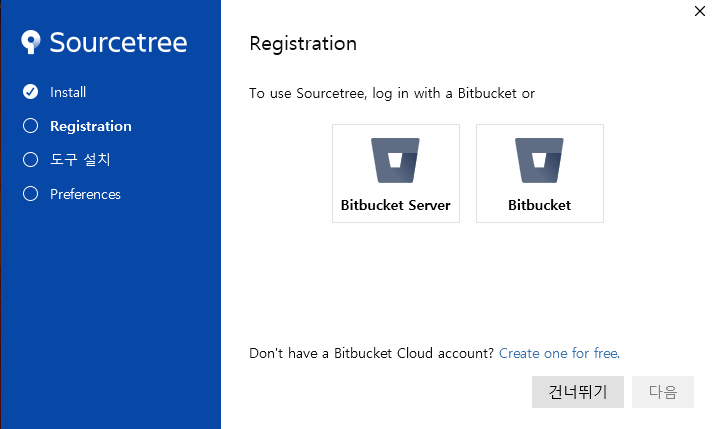 Sourcetree
Install
Registration
도구 설치
Preferences
Registration
To use Sourcetree, log in with a Bitbucket or
Bitbucket Server
Bitbucket
Don't have a Bitbucket Cloud account? Create one for free.
건너뛰기
다음